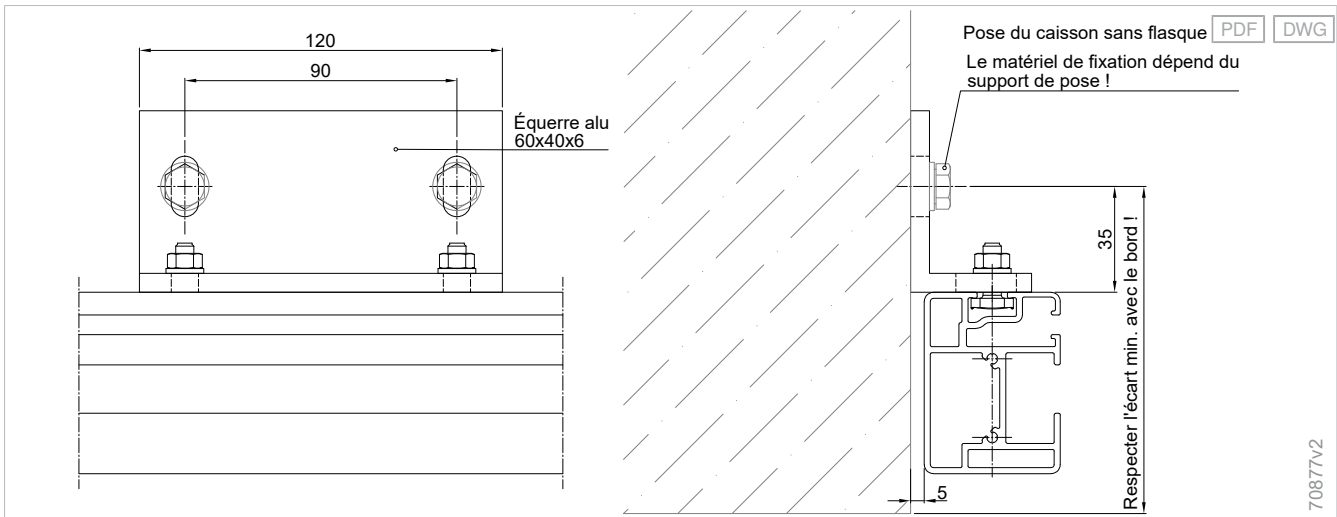 120
90
Équerre alu
60x40x6
Pose du caisson sans flasque PDF DWG
Le matériel de fixation dépend du
support de pose !
35
Respecter l'écart min. avec le bord !
5
70877v2